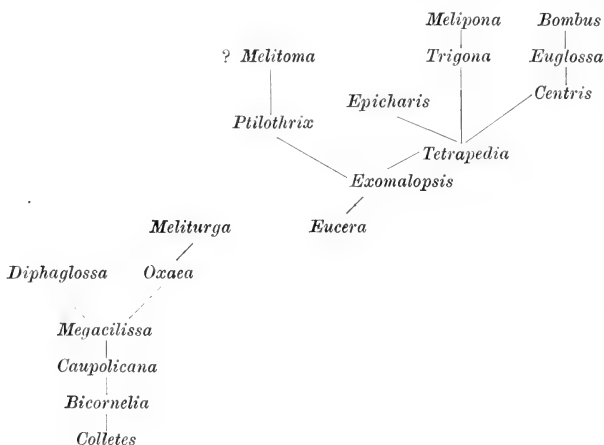 Melipona Bombus
? Melitoma Trigona Euglossa
Epicharis Centris
Ptilothrix
Tetrapedia
Exomalopsis
Meliturga Eucera
Diphaglossa Oxaea
Megacilissa
Caupolicana
Bicornelia
Colletes